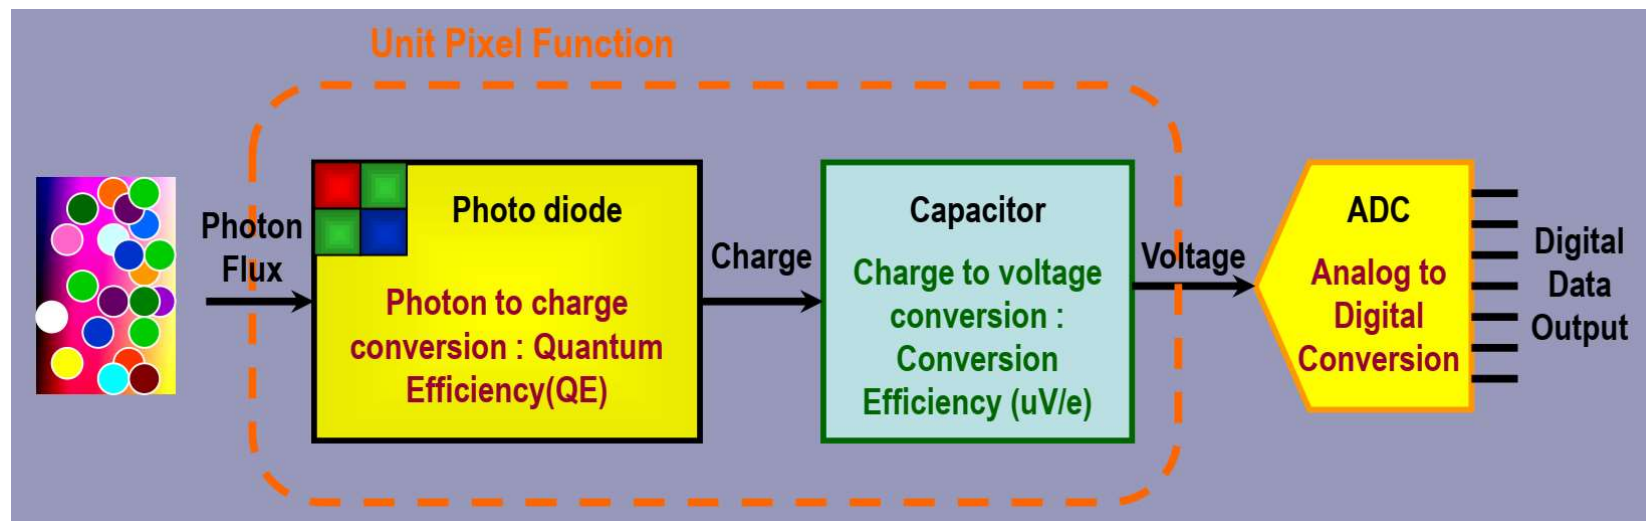 Unit Pixel Function
Photon
Flux
Photo diode
Photon to charge
conversion : Quantum
Efficiency(QE)
Charge
Capacitor
Charge to voltage
conversion :
Conversion
Efficiency (uV/e)
Voltage
ADC
Analog to
Digital
Conversion
Digital
Data
Output